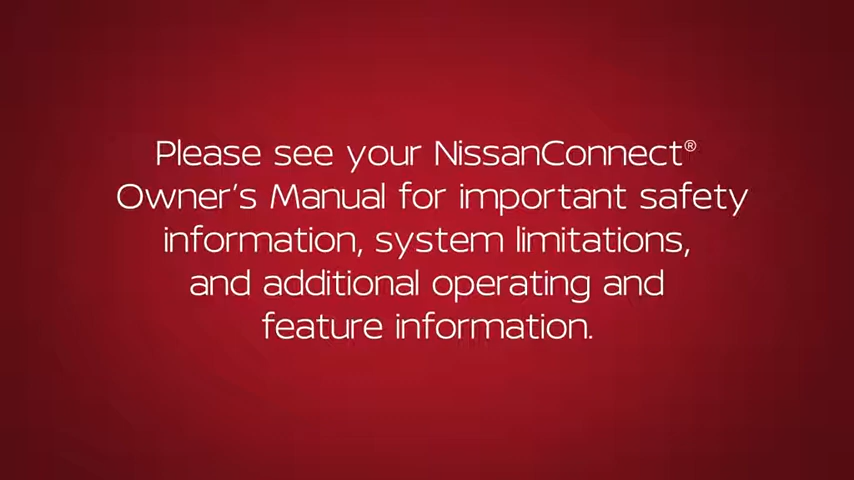 Please see your NissanConnect®
Owner's Manual for important safety
information, system limitations,
and additional operating and
feature information.